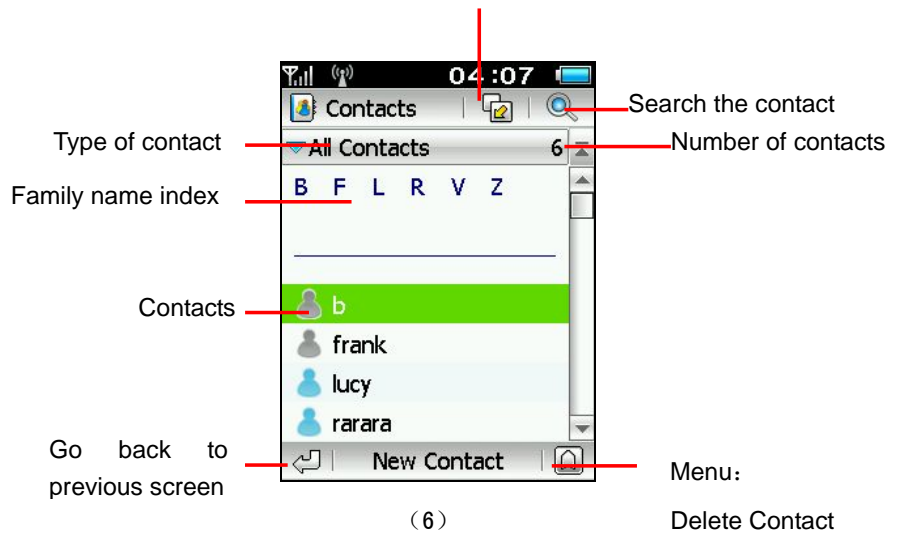 04:07
Contacts
Search the contact
Type of contact
All Contacts 6
Number of contacts
B F L R V Z
Family name index
Contacts
b
frank
lucy
rarara
Go back to
previous screen
New Contact
Menu：
（6）
Delete Contact